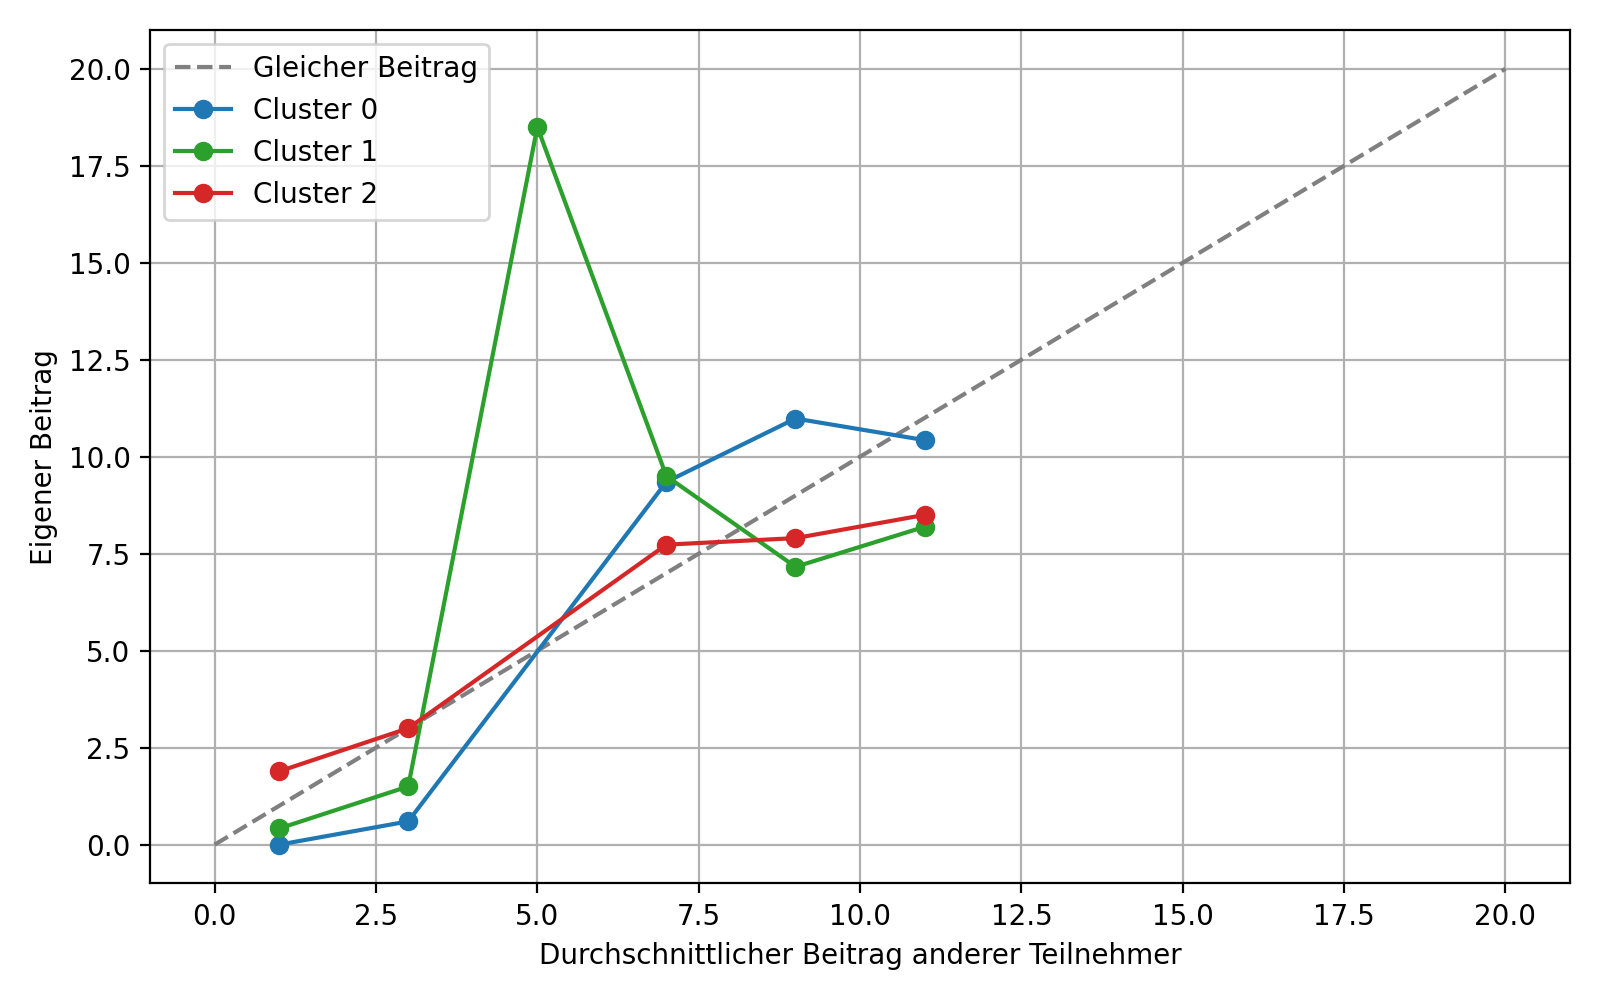 Gleicher Beitrag
Cluster 0
Cluster 1
Cluster 2
20.0
17.5
15.0
12.5
10.0
7.5
5.0
2.5
0.0
Eigener Beitrag
0.0 2.5 5.0 7.5 10.0 12.5 15.0 17.5 20.0
Durchschnittlicher Beitrag anderer Teilnehmer